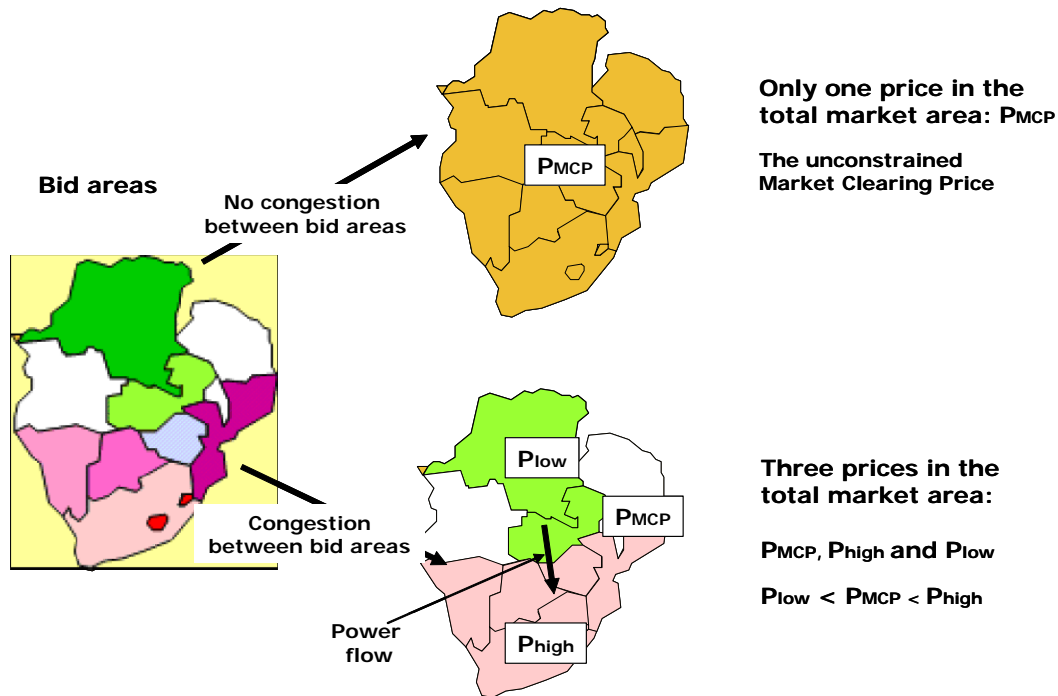 Bid areas
No congestion
between bid areas
PMCP
Only one price in the
total market area: PMCP
The unconstrained
Market Clearing Price
Congestion
between bid areas
Power
flow
Plow
PMCP
Phigh
Three prices in the
total market area:
PMCP, Phigh and Plow
Plow < PMCP < Phigh